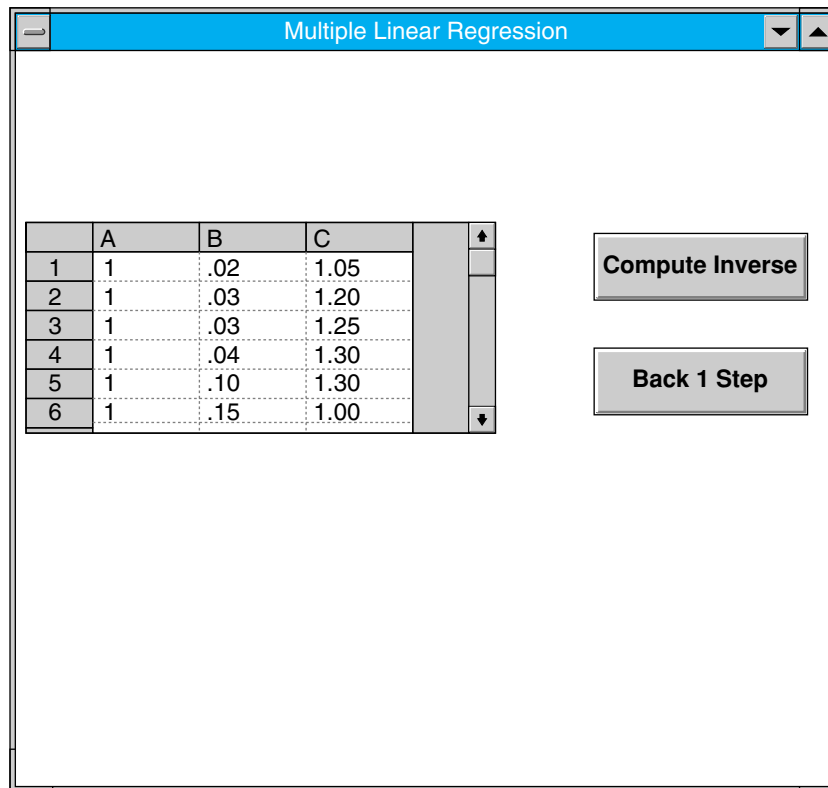 Multiple Linear Regression
A B C
1 1 .02 1.05
2 1 .03 1.20
3 1 .03 1.25
4 1 .04 1.30
5 1 .10 1.30
6 1 .15 1.00
Compute Inverse
Back 1 Step